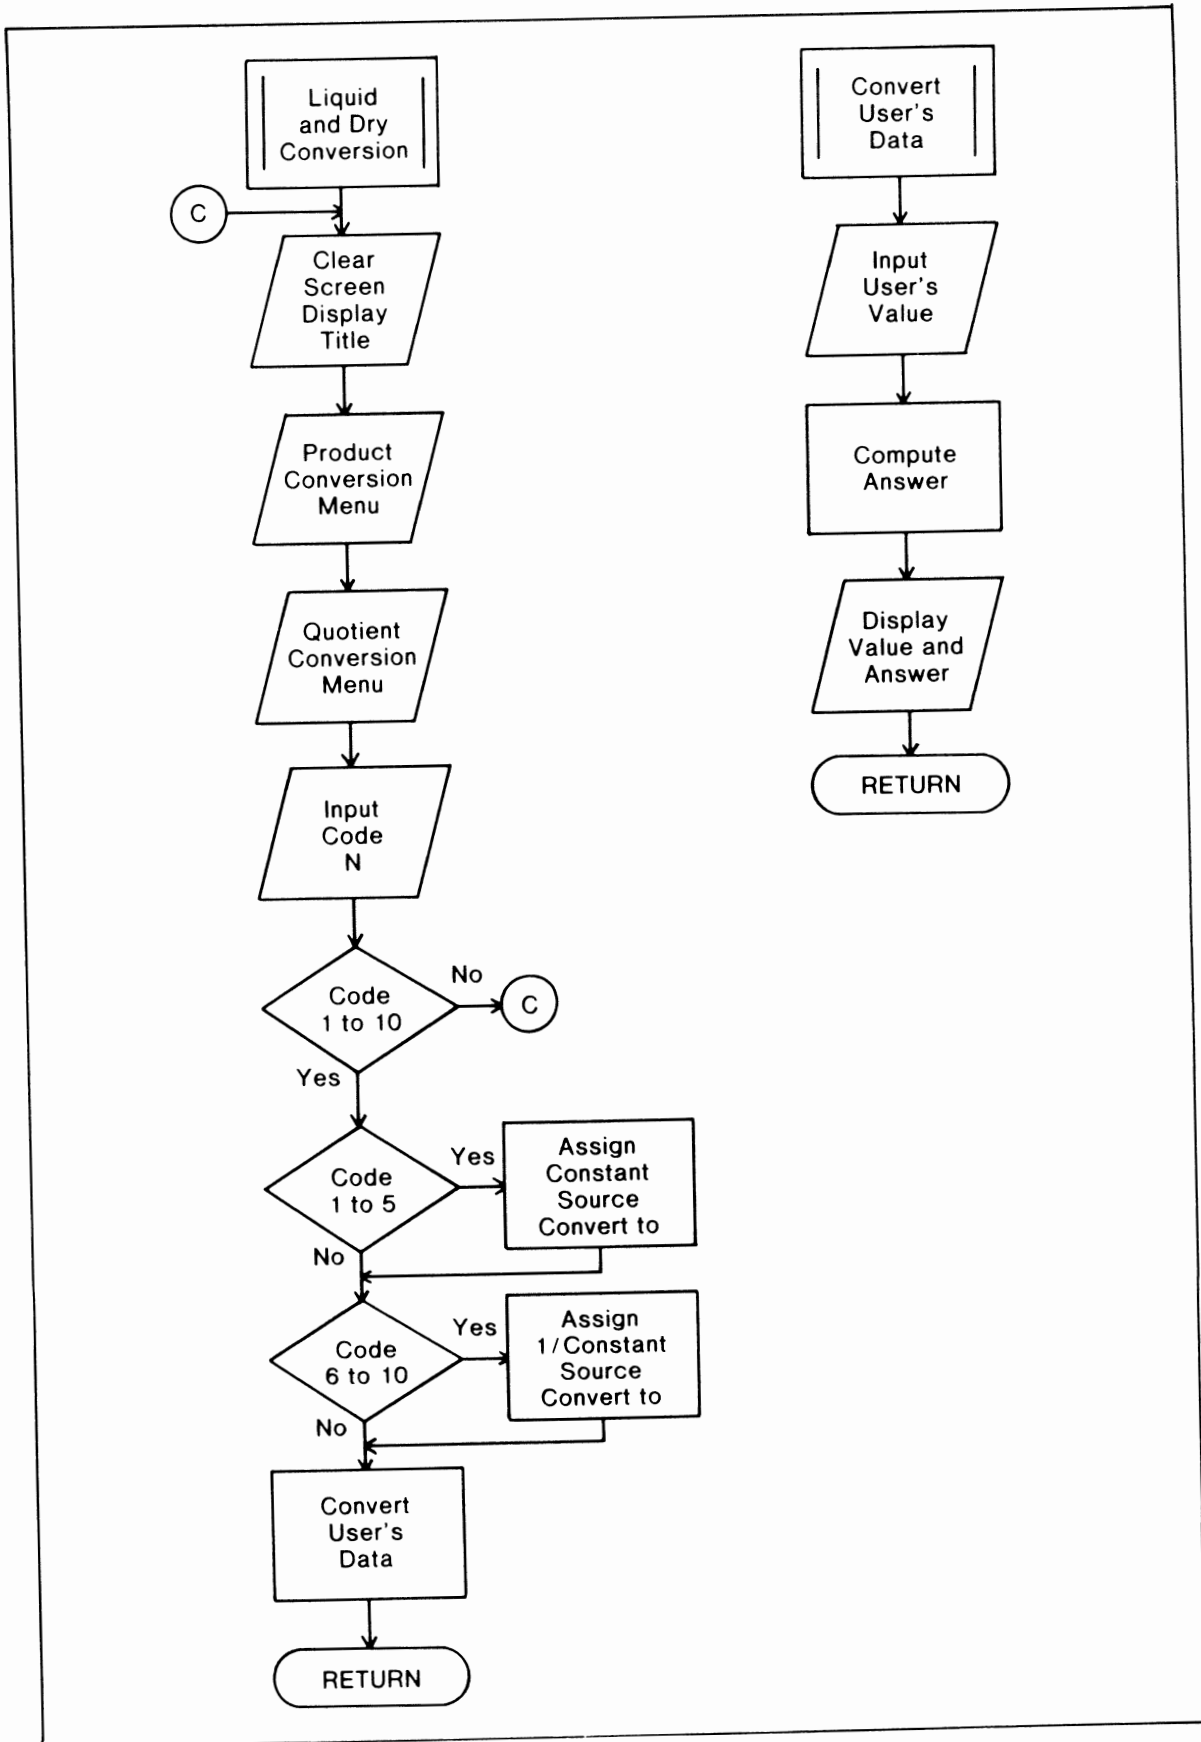 Liquid
and Dry
Conversion
C
Clear
Screen
Display
Title
Product
Conversion
Menu
Quotient
Conversion
Menu
Input
Code
N
Code
1 to 10
No
C
Yes
Code
1 to 5
Yes
Assign
Constant
Source
Convert to
No
Code
6 to 10
Yes
Assign
1/Constant
Source
Convert to
No
Convert
User's
Data
RETURN
Convert
User's
Data
Input
User's
Value
Compute
Answer
Display
Value and
Answer
RETURN